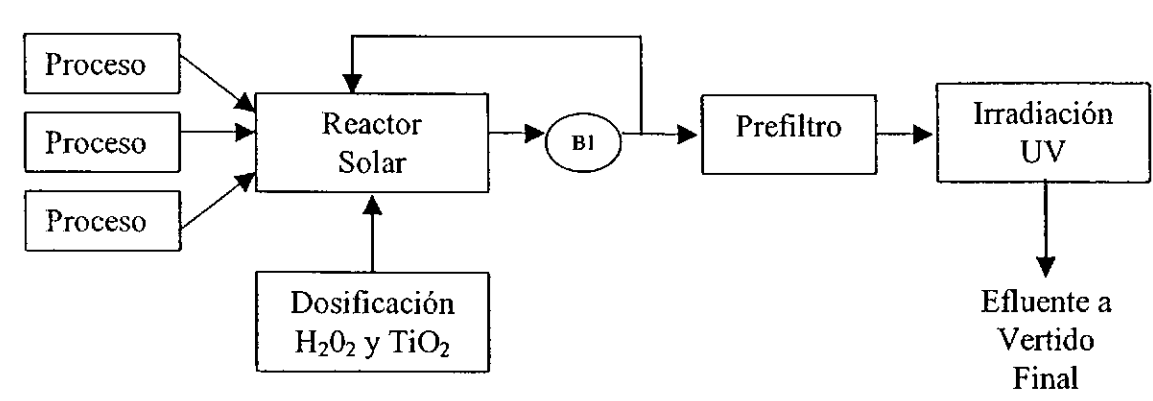 Proceso
Proceso
Proceso
Reactor
Solar
Dosificación
H₂0₂ y TiO₂
B1
Prefiltro
Irradiación
UV
Efluente a
Vertido
Final